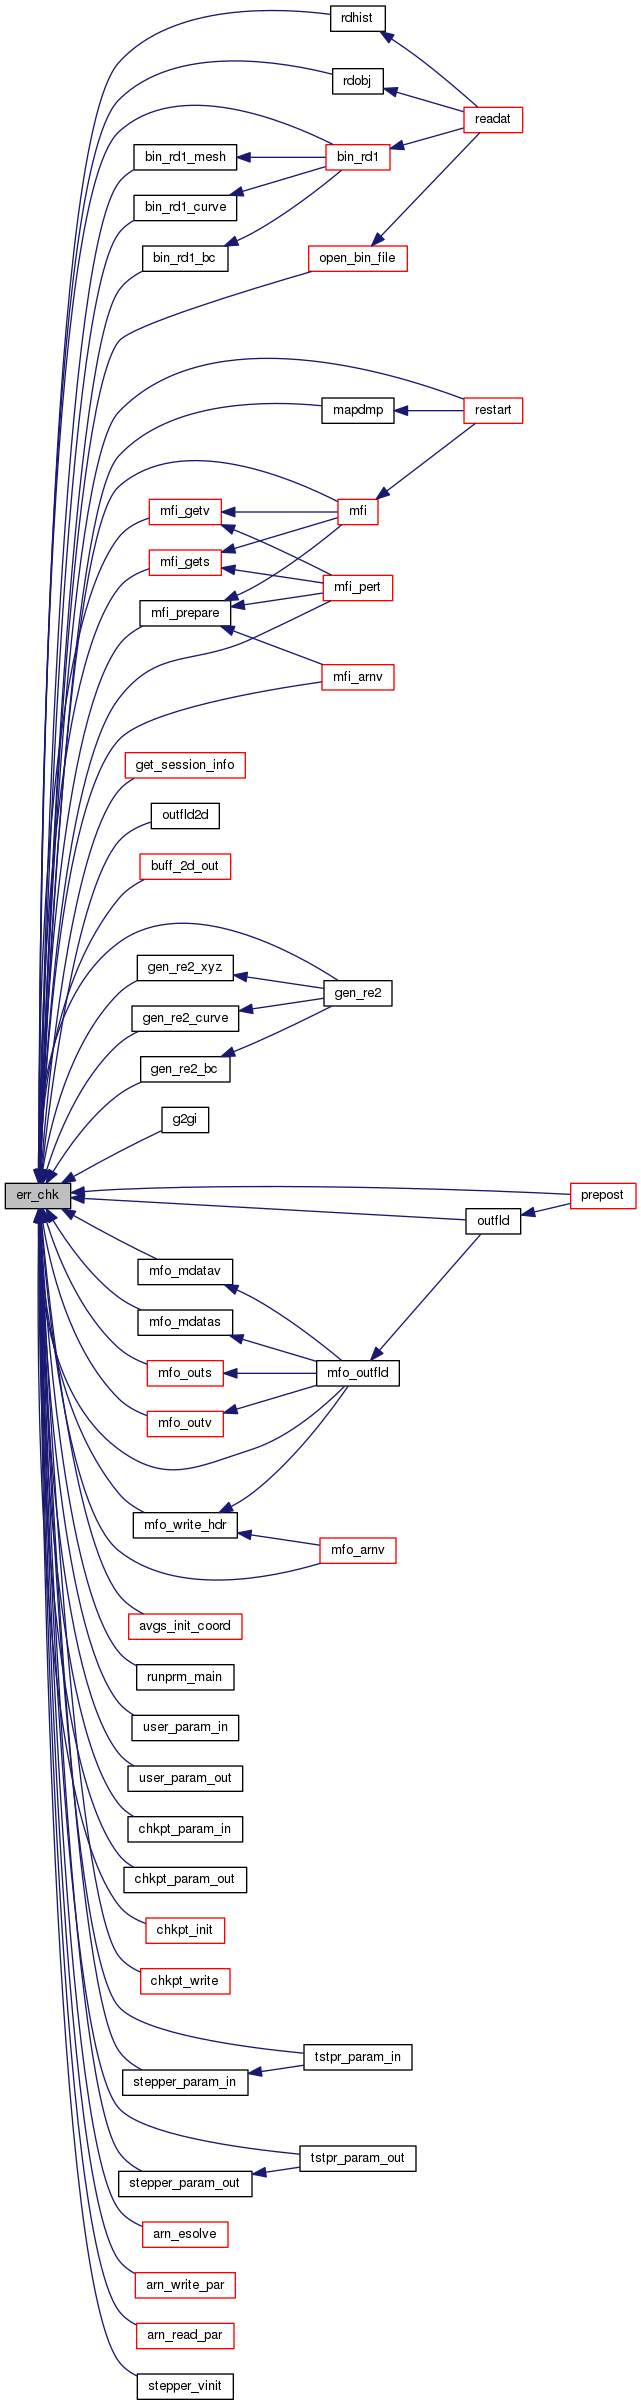 rdhist
rdobj
readat
bin_rd1_mesh
bin_rd1
bin_rd1_curve
bin_rd1_bc
open_bin_file
mapdmp
restart
mfi_getv
mfi
mfi_gets
mfi_pert
mfi_prepare
mfi_arnv
get_session_info
outfld2d
buff_2d_out
gen_re2_xyz
gen_re2
gen_re2_curve
gen_re2_bc
g2gi
err_chk
prepost
outfld
mfo_mdatav
mfo_mdatas
mfo_outs
mfo_outfld
mfo_outv
mfo_write_hdr
mfo_arnv
avgs_init_coord
runprm_main
user_param_in
user_param_out
chkpt_param_in
chkpt_param_out
chkpt_init
chkpt_write
tstpr_param_in
stepper_param_in
tstpr_param_out
stepper_param_out
arn_esolve
arn_write_par
arn_read_par
stepper_vinit